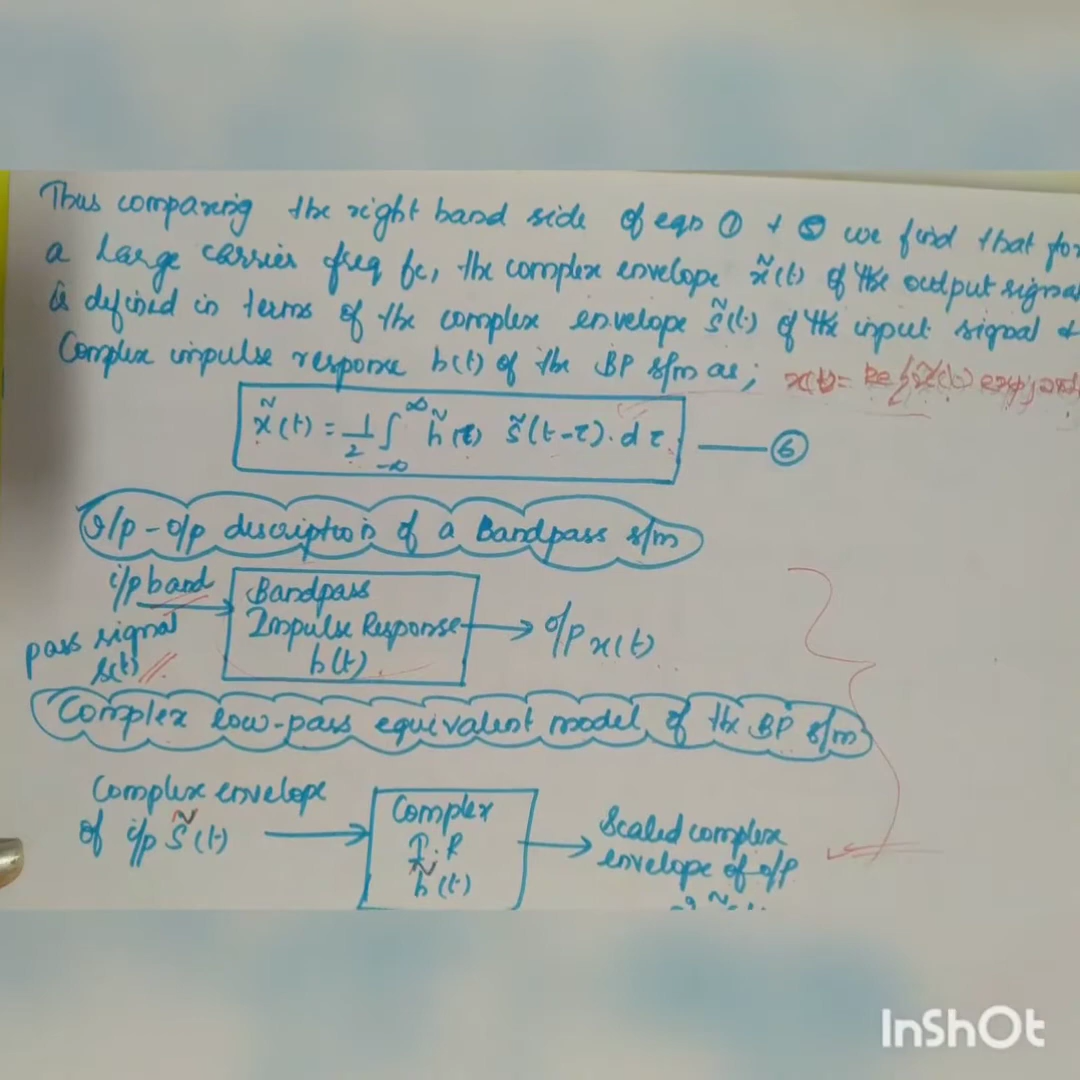 Thus comparing the right hand side of eqn ① + ⑤ we find that for
a large carrier freq fc, the complex envelope x̃(t) of the output signal
is defined in terms of the complex envelope s̃(t) of the input signal &
Complex impulse response h(t) of the BP s/m as; x(t) = Re{x̃(t) exp
x̃(t) = 1/2 ∫_{-∞}^{∞} h̃(τ) s̃(t-τ). dτ ⑥
I/p - o/p description of a Bandpass s/m
i/p band
pass signal
s(t)
Bandpass
Impulse Response
h(t)
o/p x(t)
Complex low-pass equivalent model of the BP s/m
Complex envelope
of i/p s̃(t)
Complex
I.R
h̃(t)
Scaled complex
envelope of o/p
InShOt